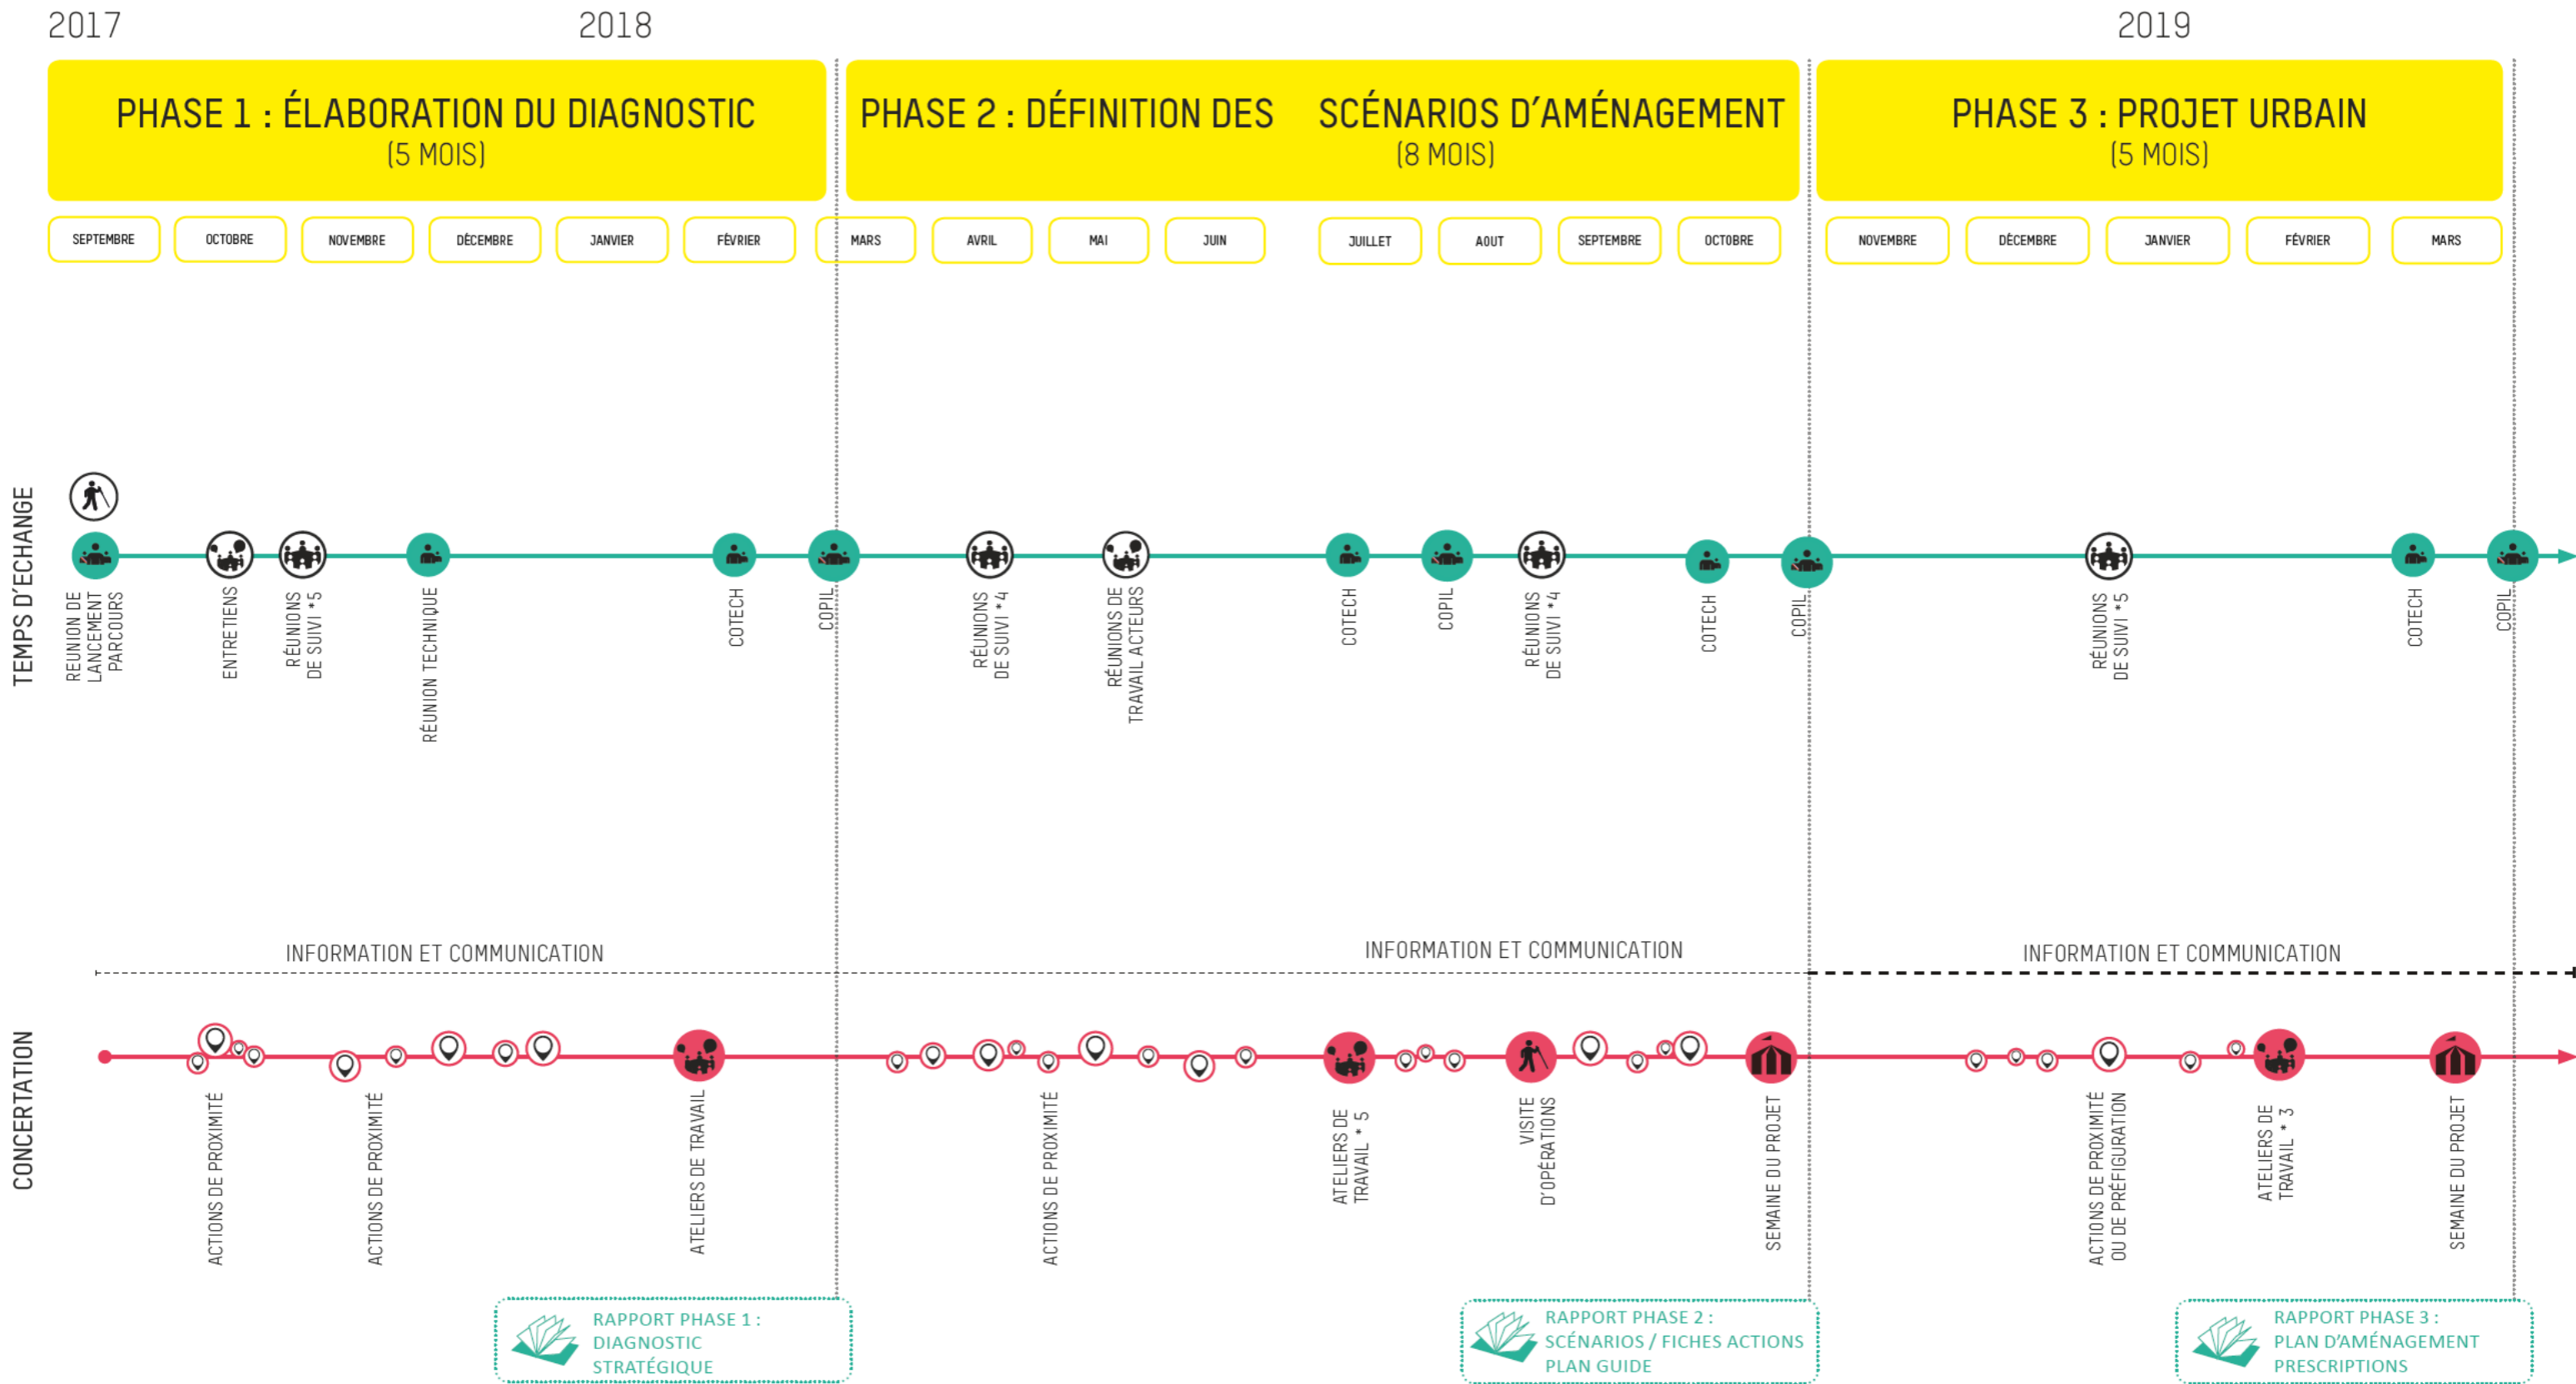 2017
2018
2019
PHASE 1 : ÉLABORATION DU DIAGNOSTIC
(5 MOIS)
PHASE 2 : DÉFINITION DES SCÉNARIOS D'AMÉNAGEMENT
(8 MOIS)
PHASE 3 : PROJET URBAIN
(5 MOIS)
SEPTEMBRE
OCTOBRE
NOVEMBRE
DÉCEMBRE
JANVIER
FÉVRIER
MARS
AVRIL
MAI
JUIN
JUILLET
AOUT
SEPTEMBRE
OCTOBRE
NOVEMBRE
DÉCEMBRE
JANVIER
FÉVRIER
MARS
TEMPS D'ECHANGE
REUNION DE
LANCEMENT
PARCOURS
ENTRETIENS
RÉUNIONS
DE SUIVI *5
RÉUNION TECHNIQUE
COTECH
COPIL
RÉUNIONS
DE SUIVI *4
RÉUNIONS DE
TRAVAIL ACTEURS
COTECH
COPIL
RÉUNIONS
DE SUIVI *4
COTECH
COPIL
RÉUNIONS
DE SUIVI *5
COTECH
COPIL
INFORMATION ET COMMUNICATION
INFORMATION ET COMMUNICATION
INFORMATION ET COMMUNICATION
CONCERTATION
ACTIONS DE PROXIMITÉ
ACTIONS DE PROXIMITÉ
ATELIERS DE TRAVAIL
ACTIONS DE PROXIMITÉ
ATELIERS DE
TRAVAIL * 5
VISITE
D'OPÉRATIONS
SEMAINE DU PROJET
ACTIONS DE PROXIMITÉ
OU DE PRÉFIGURATION
ATELIERS DE
TRAVAIL * 3
SEMAINE DU PROJET
RAPPORT PHASE 1 :
DIAGNOSTIC
STRATÉGIQUE
RAPPORT PHASE 2 :
SCÉNARIOS / FICHES ACTIONS
PLAN GUIDE
RAPPORT PHASE 3 :
PLAN D'AMÉNAGEMENT
PRESCRIPTIONS